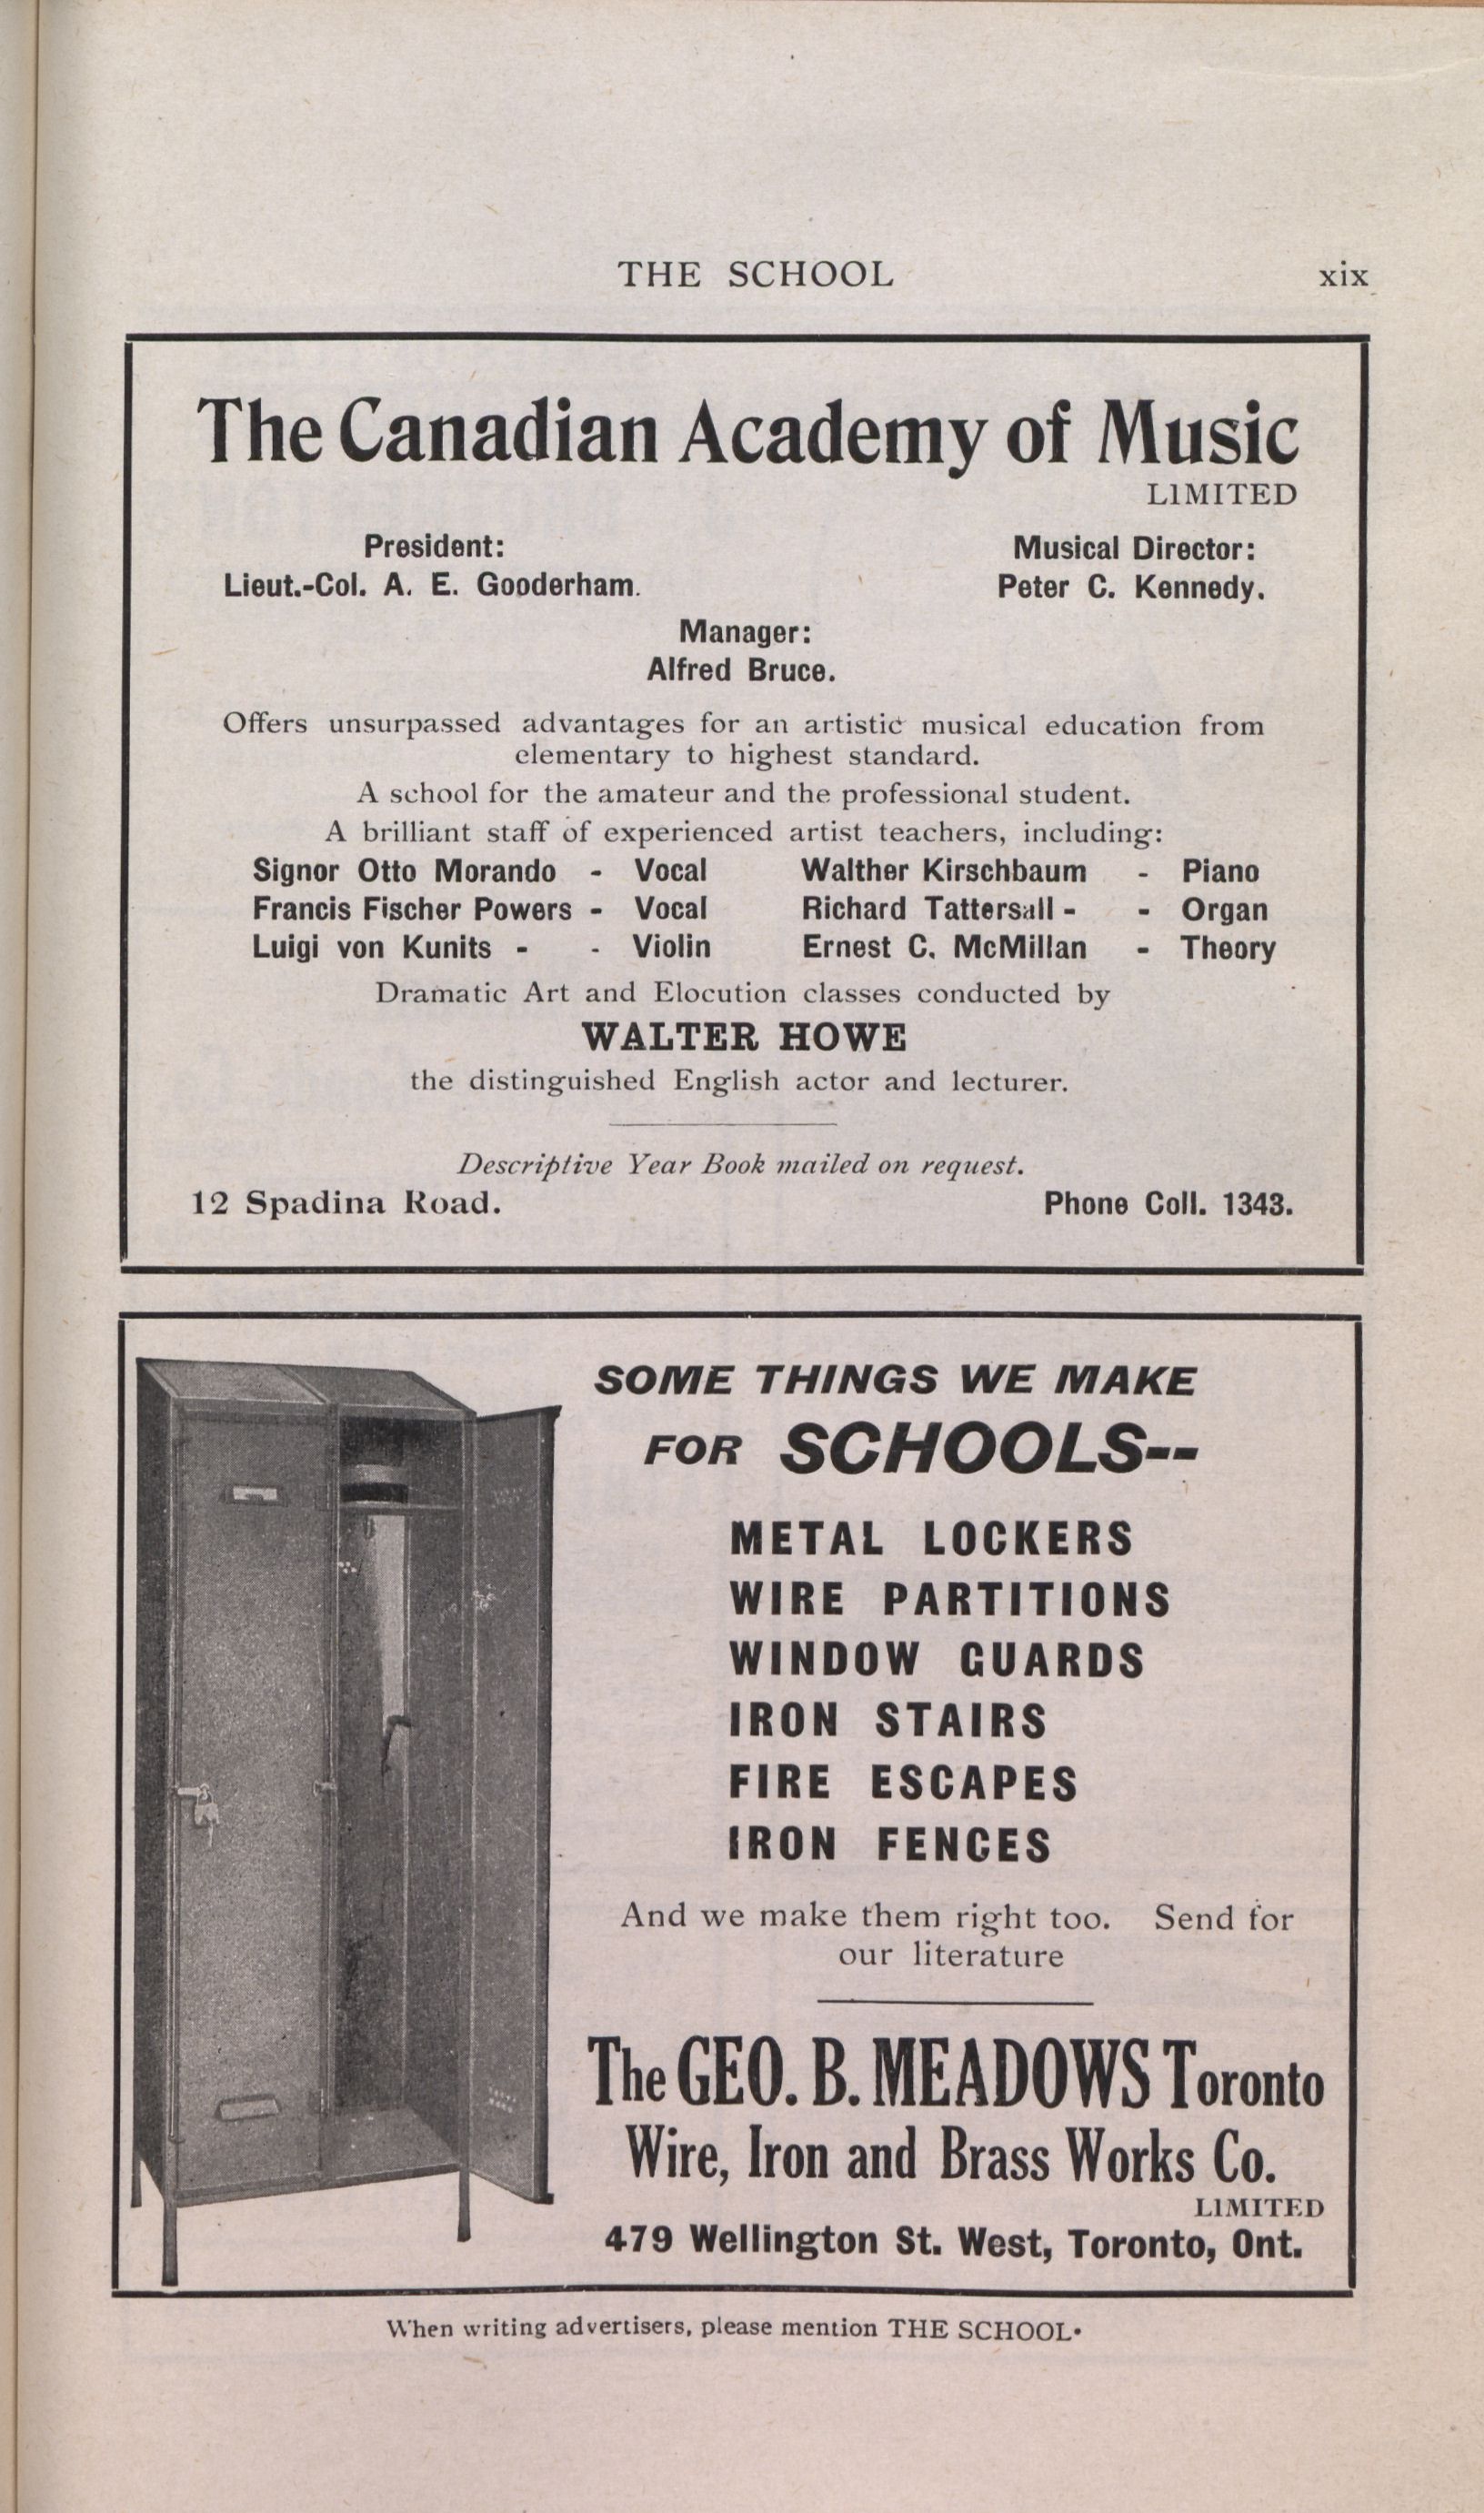 THE SCHOOL xix
The Canadian Academy of Music
LIMITED
President: Musical Director:
Lieut.-Col. A. E. Gooderham. Peter C. Kennedy.
Manager:
Alfred Bruce.
Offers unsurpassed advantages for an artistic musical education from
elementary to highest standard.
A school for the amateur and the professional student.
A brilliant staff of experienced artist teachers, including:
Signor Otto Morando - Vocal Walther Kirschbaum - Piano
Francis Fischer Powers - Vocal Richard Tattersall - - Organ
Luigi von Kunits - - Violin Ernest C. McMillan - Theory
Dramatic Art and Elocution classes conducted by
WALTER HOWE
the distinguished English actor and lecturer.
Descriptive Year Book mailed on request.
12 Spadina Road. Phone Coll. 1343.
SOME THINGS WE MAKE
FOR SCHOOLS--
METAL LOCKERS
WIRE PARTITIONS
WINDOW GUARDS
IRON STAIRS
FIRE ESCAPES
IRON FENCES
And we make them right too. Send for
our literature
The GEO. B. MEADOWS Toronto
Wire, Iron and Brass Works Co.
LIMITED
479 Wellington St. West, Toronto, Ont.
When writing advertisers, please mention THE SCHOOL.